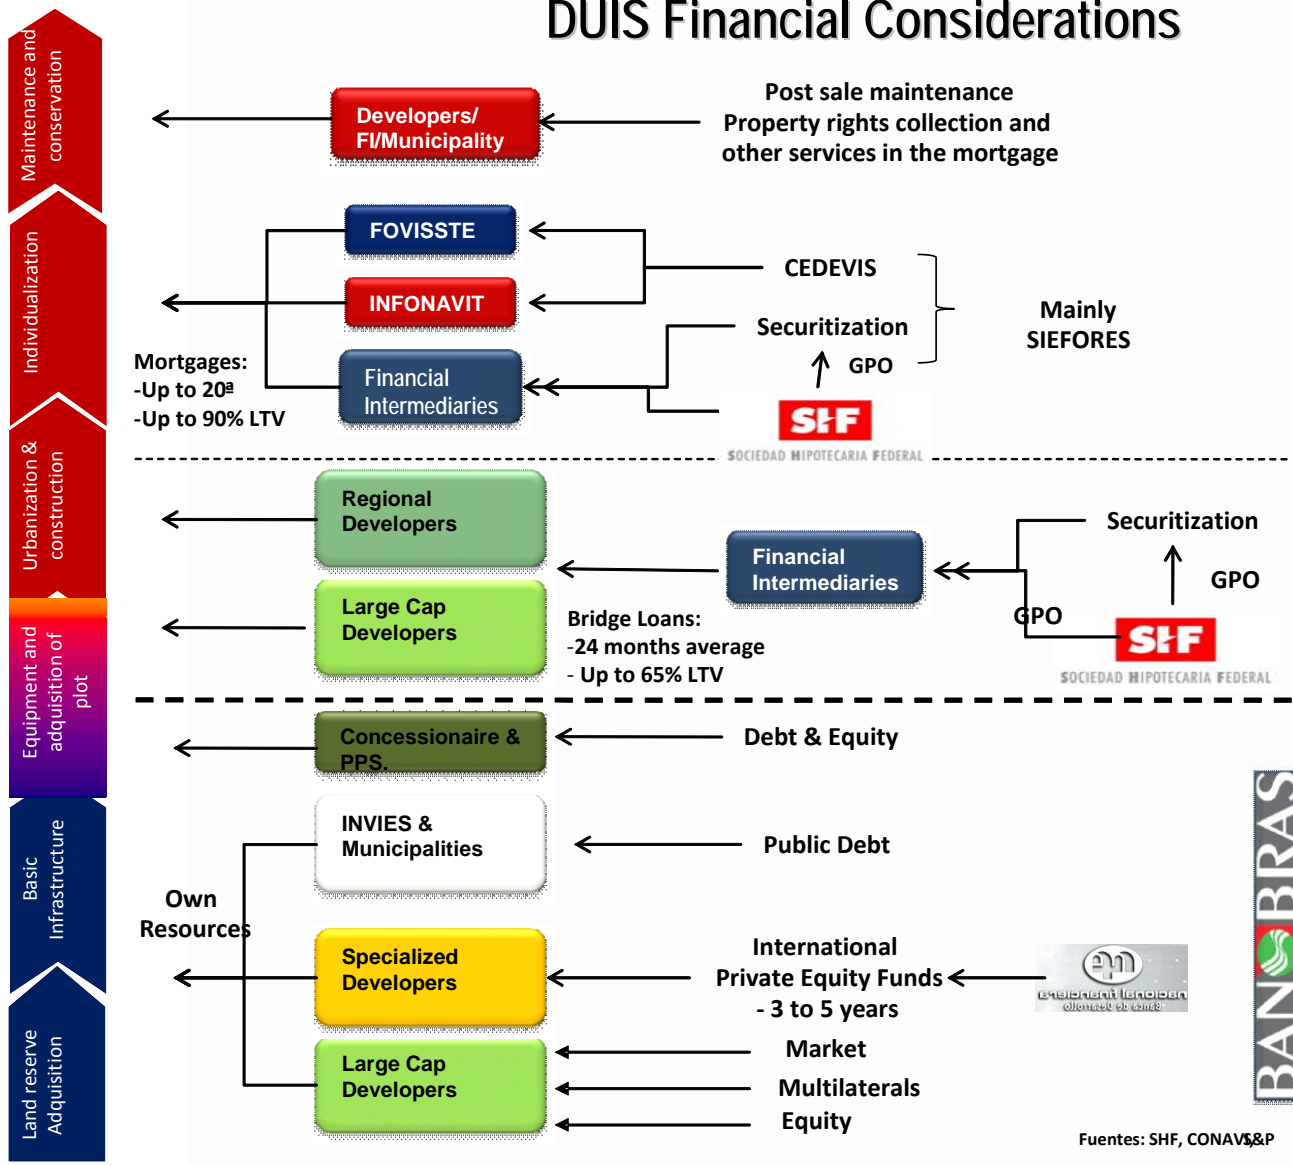 DUIS Financial Considerations
Maintenance and
conservation
Developers/
FI/Municipality
Post sale maintenance
Property rights collection and
other services in the mortgage
Individualization
FOVISSTE
INFONAVIT
Financial
Intermediaries
CEDEVIS
Securitization
GPO
Mainly
SIEFORES
Mortgages:
-Up to 20ª
-Up to 90% LTV
SHF
SOCIEDAD HIPOTECARIA FEDERAL
Urbanization &
construction
Regional
Developers
Large Cap
Developers
Financial
Intermediaries
Securitization
GPO
GPO
Bridge Loans:
-24 months average
- Up to 65% LTV
SHF
SOCIEDAD HIPOTECARIA FEDERAL
Equipment and
adquisition of
plot
Concessionaire &
PPS.
Debt & Equity
Basic
Infrastructure
INVIES &
Municipalities
Public Debt
Own
Resources
Specialized
Developers
International
Private Equity Funds
- 3 to 5 years
nacional financiera
Banca de Desarrollo
BANOBRAS
Land reserve
Adquisition
Large Cap
Developers
Market
Multilaterals
Equity
Fuentes: SHF, CONAVI, S&P